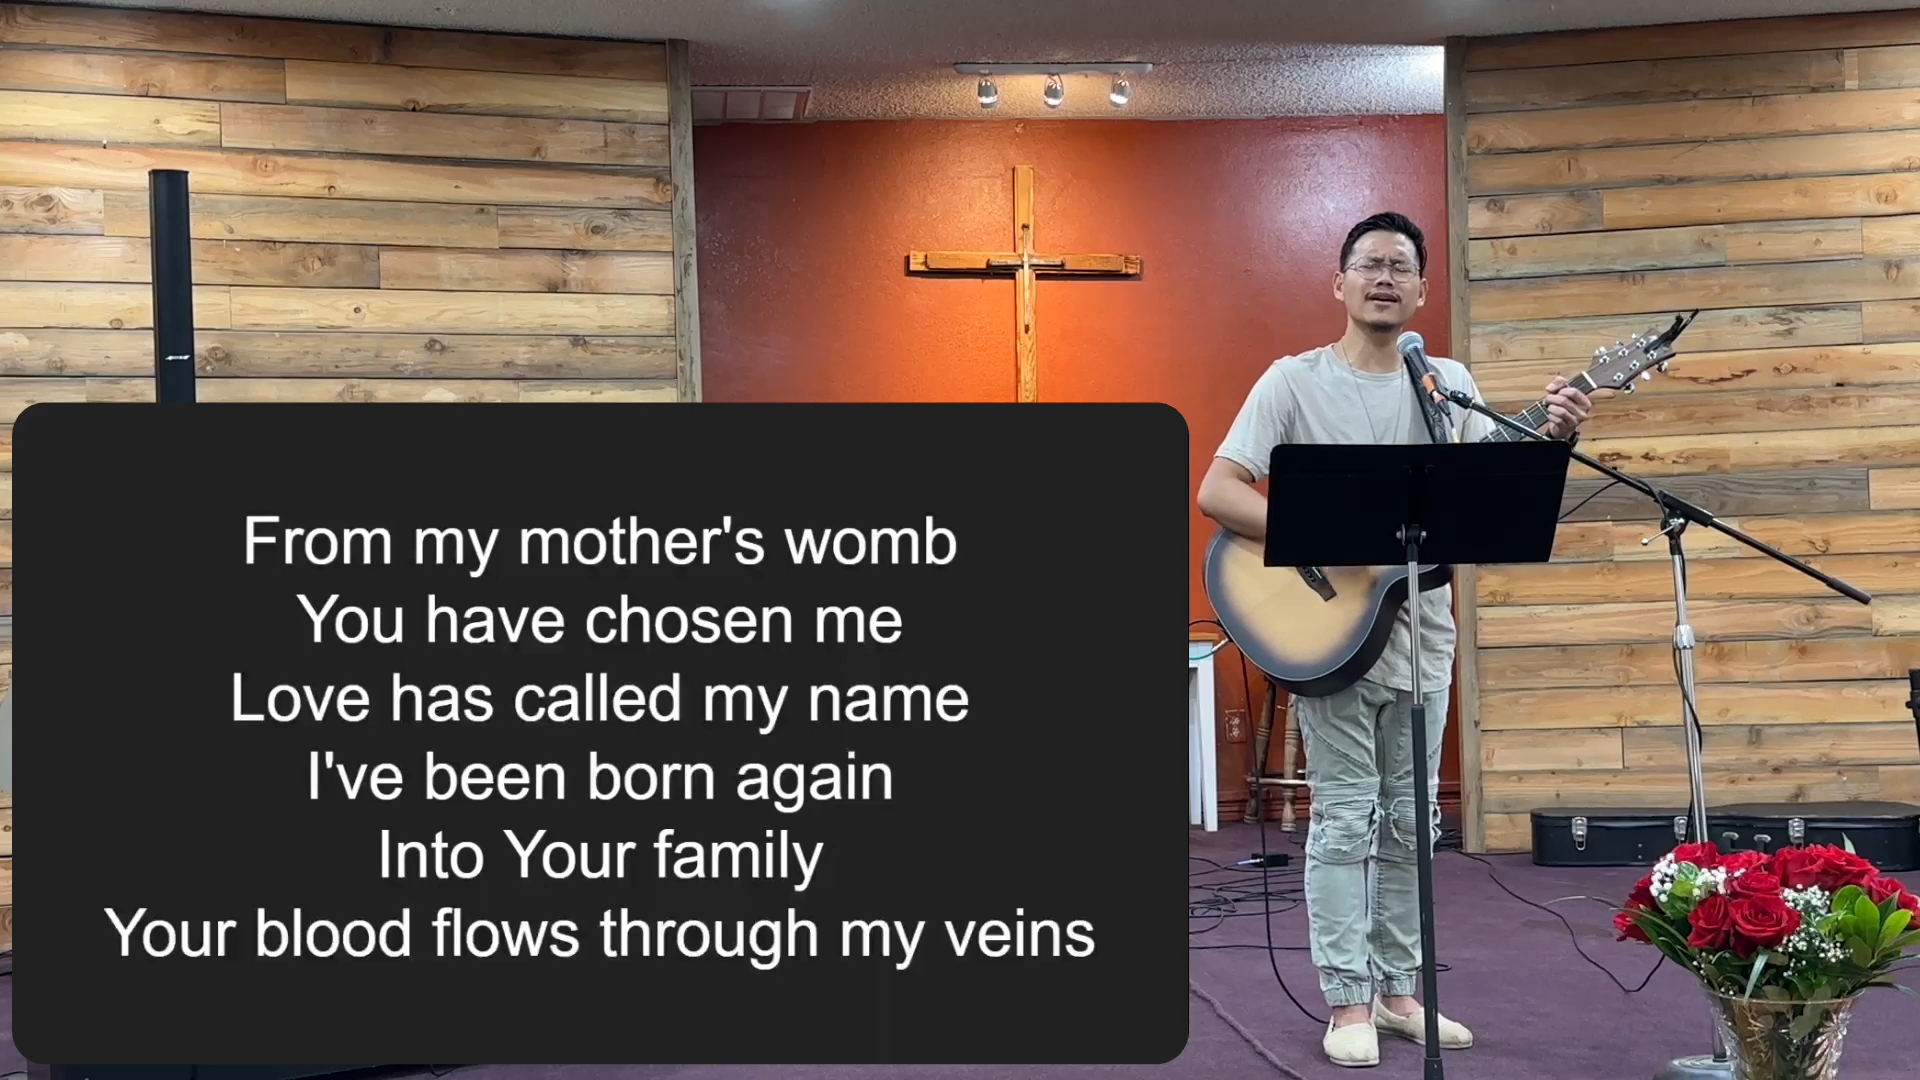 From my mother's womb
You have chosen me
Love has called my name
I've been born again
Into Your family
Your blood flows through my veins